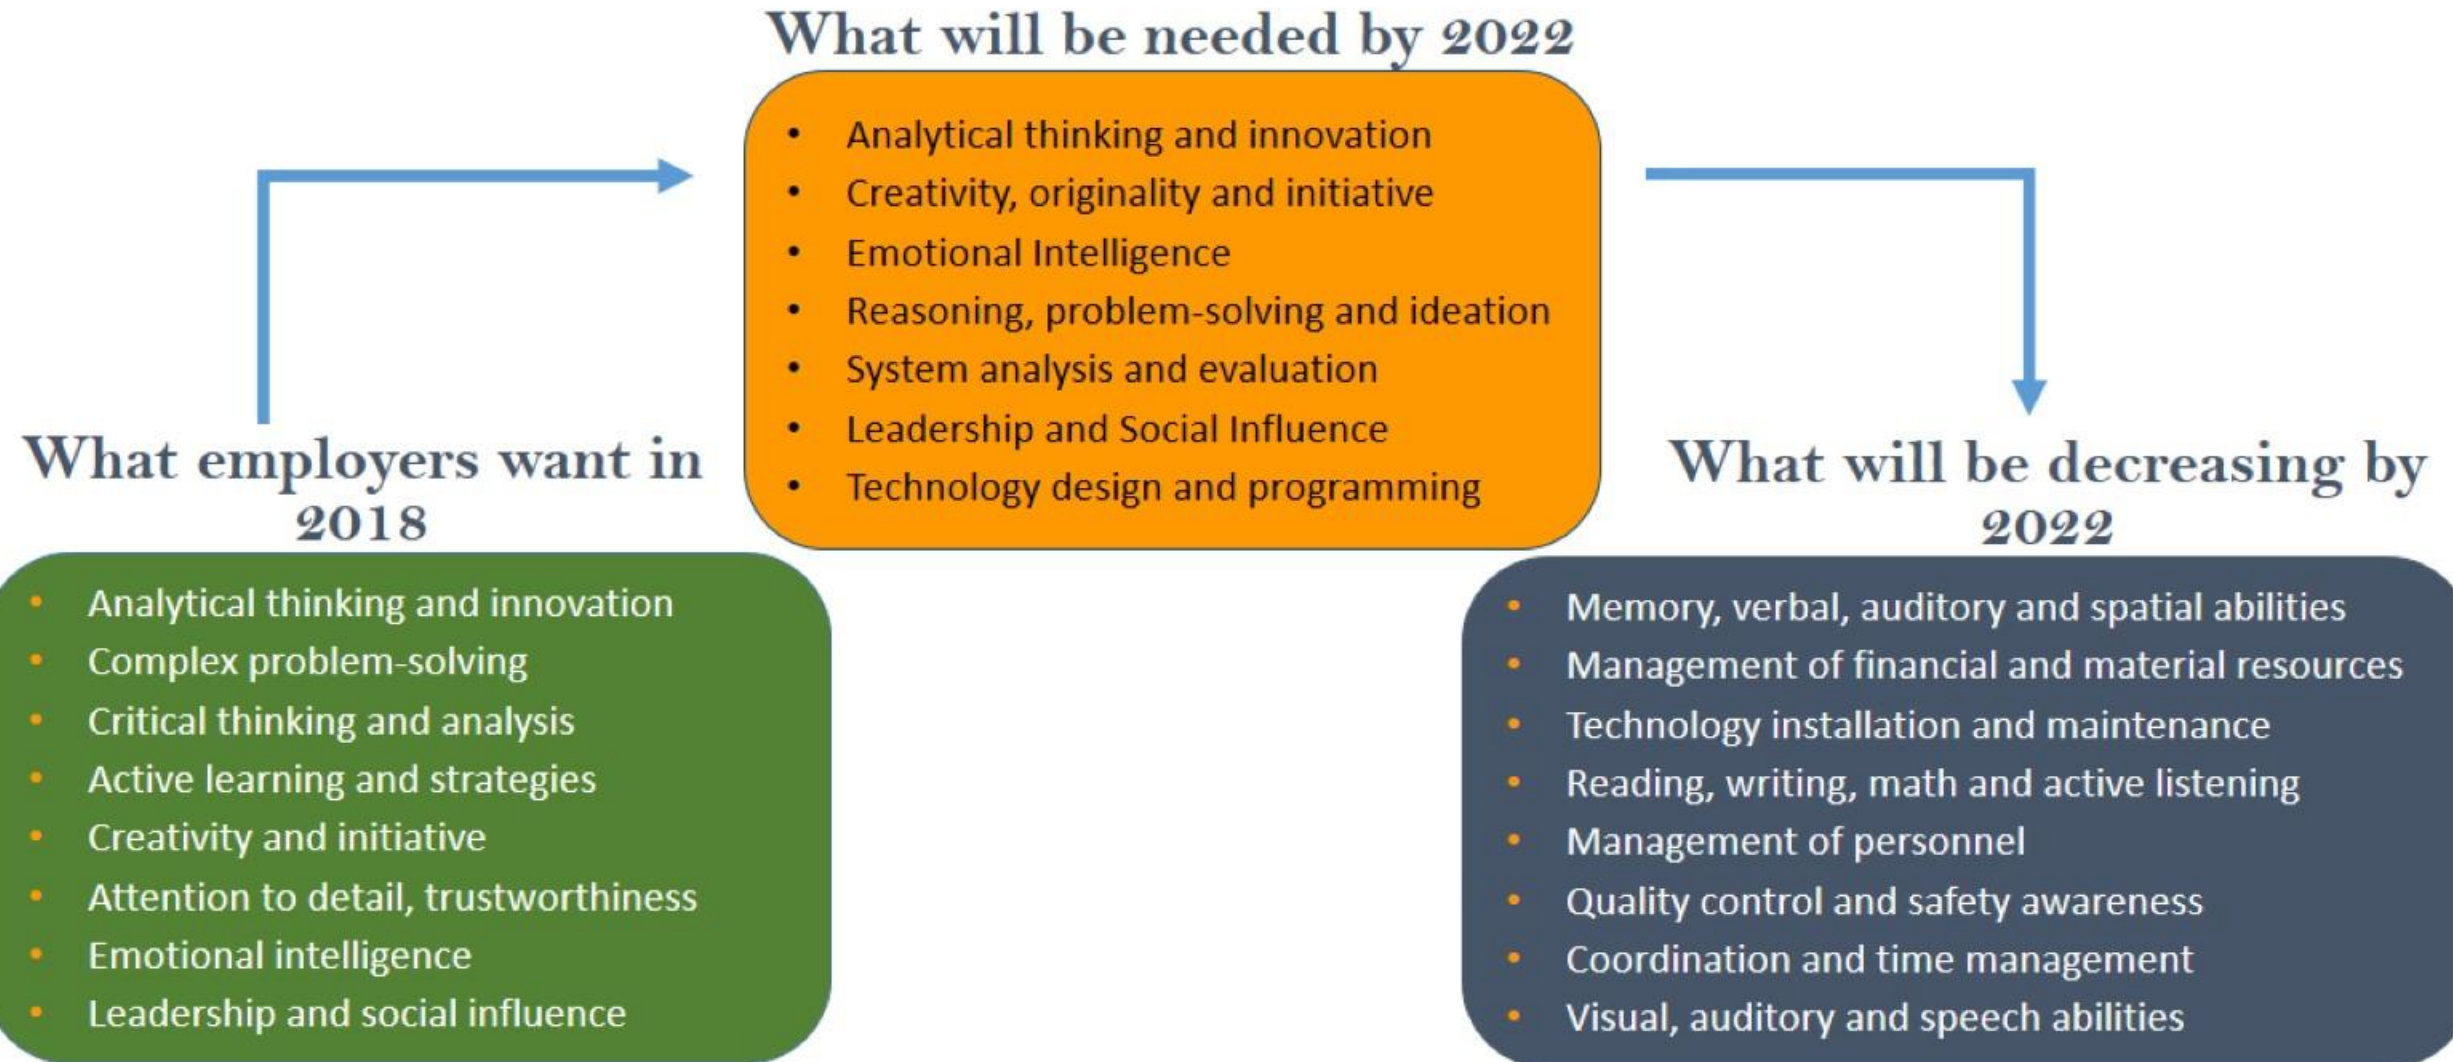 What will be needed by 2022
• Analytical thinking and innovation
• Creativity, originality and initiative
• Emotional Intelligence
• Reasoning, problem-solving and ideation
• System analysis and evaluation
• Leadership and Social Influence
• Technology design and programming
What employers want in
2018
• Analytical thinking and innovation
• Complex problem-solving
• Critical thinking and analysis
• Active learning and strategies
• Creativity and initiative
• Attention to detail, trustworthiness
• Emotional intelligence
• Leadership and social influence
What will be decreasing by
2022
• Memory, verbal, auditory and spatial abilities
• Management of financial and material resources
• Technology installation and maintenance
• Reading, writing, math and active listening
• Management of personnel
• Quality control and safety awareness
• Coordination and time management
• Visual, auditory and speech abilities